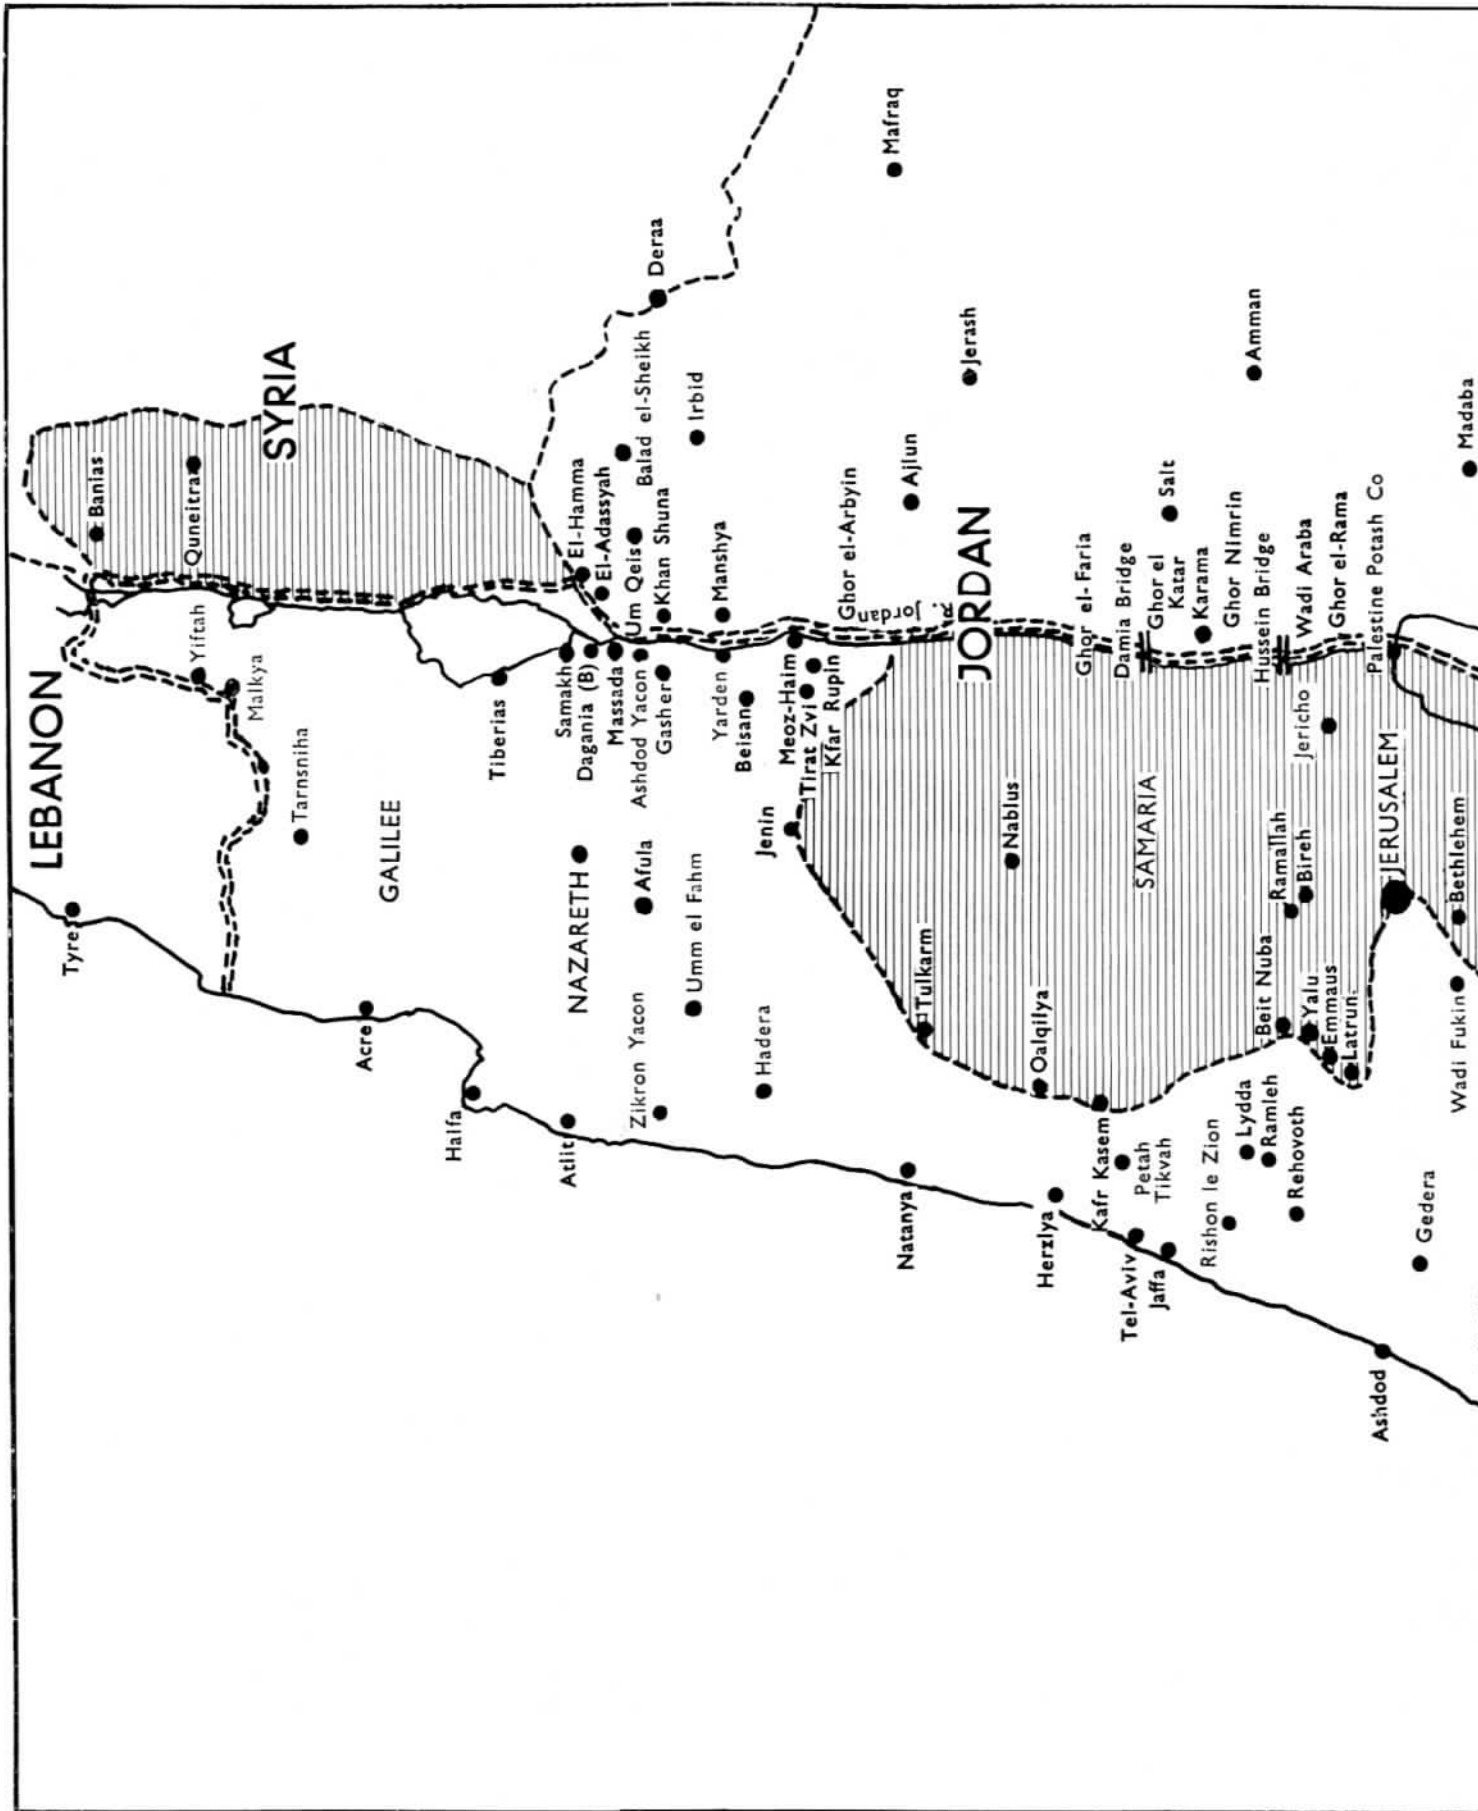 LEBANON
Tyre
Banias
Quneitra
SYRIA
Yiftah
Malkya
Tarnsniha
Acre
GALILEE
Haifa
Tiberias
Atlit
NAZARETH
Samakh
Dagania (B)
Massada
Ashdod Yacon
Gasher
El-Hamma
El-Adassyah
Um Qeis
Balad el-Sheikh
Khan Shuna
Deraa
Irbid
Zikron Yacon
Afula
Umm el Fahm
Yarden
Manshya
Beisan
Hadera
Jenin
Meoz-Haim
Tirat Zvi
Kfar Rupin
Ghor el-Arbyin
R. Jordan
Mafraq
Ajlun
Natanya
Tulkarm
JORDAN
Jerash
Nablus
Herzlya
Oalqilya
Kafr Kasem
Tel-Aviv
Petah
Tikvah
Jaffa
SAMARIA
Ghor el-Faria
Damia Bridge
Ghor el
Katar
Salt
Karama
Ghor Nimrin
Rishon le Zion
Lydda
Ramleh
Rehovoth
Beit Nuba
Yalu
Emmaus
Latrun
Ramallah
Bireh
Hussein Bridge
Amman
Wadi Araba
Jericho
Ghor el-Rama
Palestine Potash Co
JERUSALEM
Ashdod
Gedera
Wadi Fukin
Bethlehem
Madaba